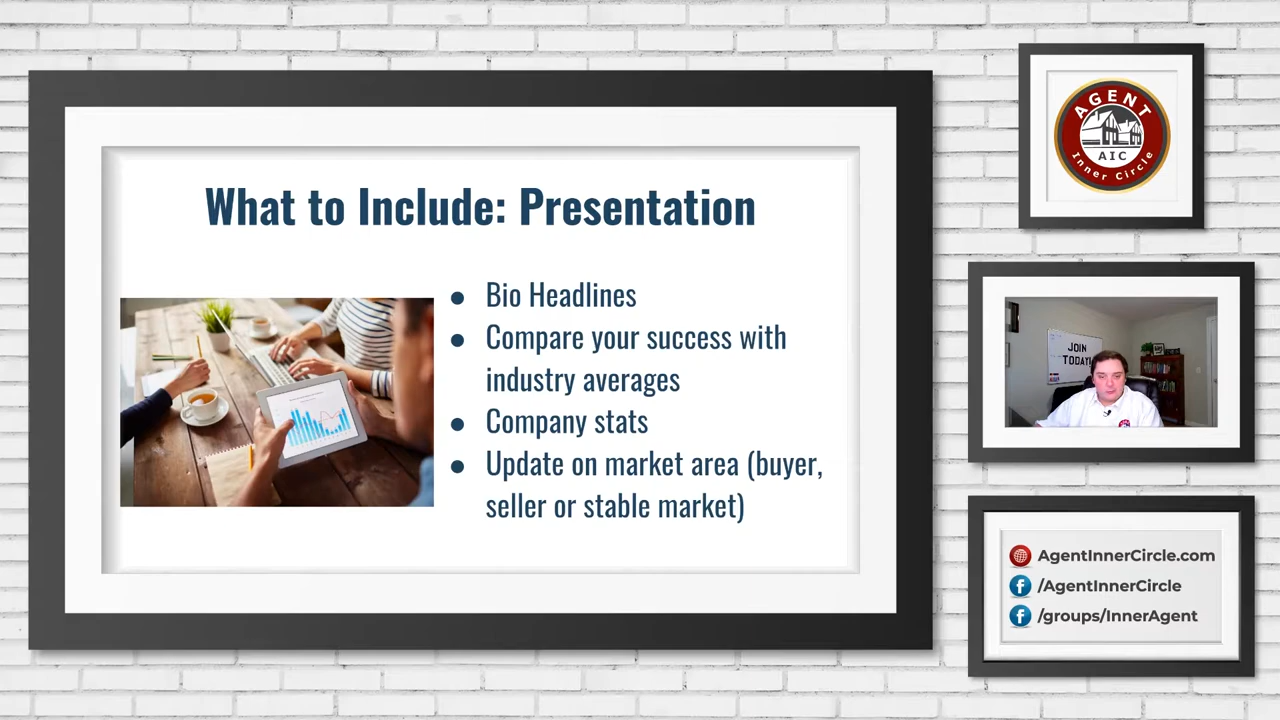 What to Include: Presentation
● Bio Headlines
● Compare your success with
industry averages
● Company stats
● Update on market area (buyer,
seller or stable market)
AGENT
AIC
Inner Circle
JOIN
TODAY!
AgentInnerCircle.com
/AgentInnerCircle
/groups/InnerAgent